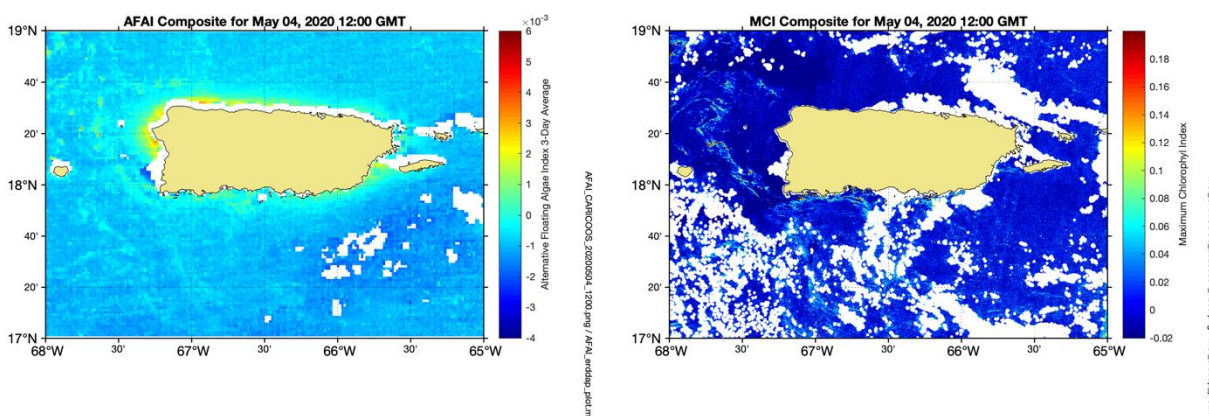 AFAI Composite for May 04, 2020 12:00 GMT
×10⁻³
19°N
40'
20'
18°N
40'
20'
17°N
68°W
30'
67°W
30'
66°W
30'
65°W
6
5
4
3
2
1
0
-1
-2
-3
-4
Alternative Floating Algae Index 3-Day Average
AFAI.CARICOOS_20200504_1200.png / AFAI_erddap_plot.m
MCI Composite for May 04, 2020 12:00 GMT
19°N
40'
20'
18°N
40'
20'
17°N
68°W
30'
67°W
30'
66°W
30'
65°W
0.18
0.16
0.14
0.12
0.1
0.08
0.06
0.04
0.02
0
-0.02
Maximum Chlorophyl Index